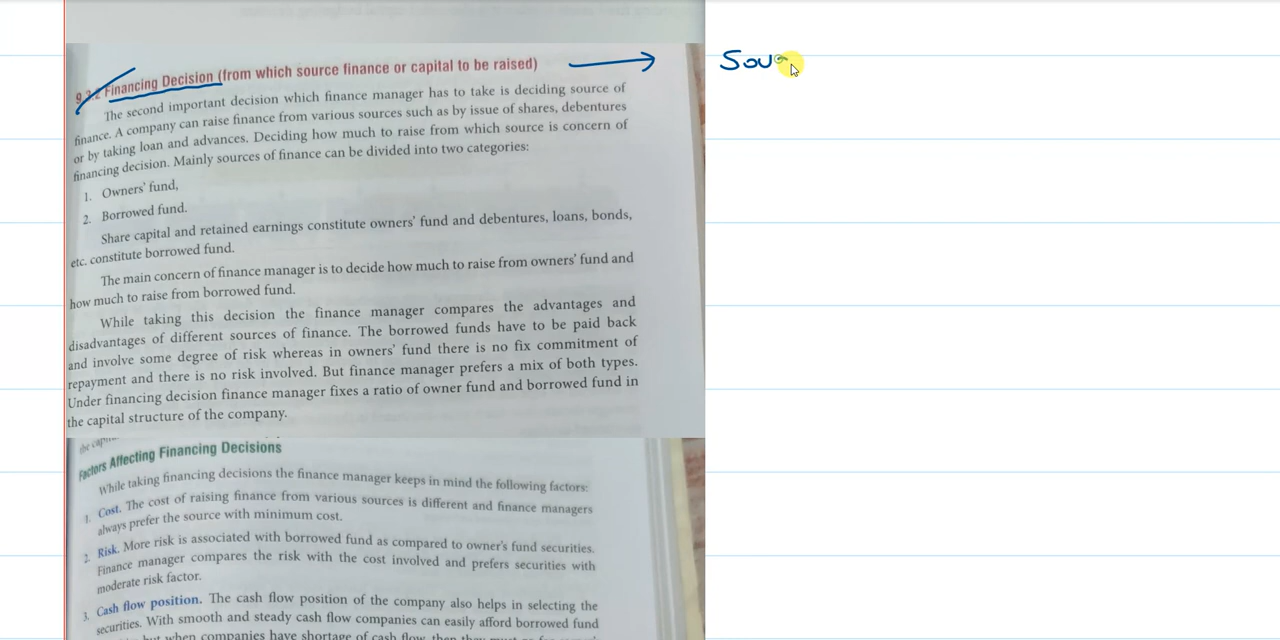 9.3.2 Financing Decision (from which source finance or capital to be raised)
Sou
The second important decision which finance manager has to take is deciding source of
finance. A company can raise finance from various sources such as by issue of shares, debentures
or by taking loan and advances. Deciding how much to raise from which source is concern of
financing decision. Mainly sources of finance can be divided into two categories:
1. Owners' fund,
2. Borrowed fund.
Share capital and retained earnings constitute owners' fund and debentures, loans, bonds,
etc. constitute borrowed fund.
The main concern of finance manager is to decide how much to raise from owners' fund and
how much to raise from borrowed fund.
While taking this decision the finance manager compares the advantages and
disadvantages of different sources of finance. The borrowed funds have to be paid back
and involve some degree of risk whereas in owners' fund there is no fix commitment of
repayment and there is no risk involved. But finance manager prefers a mix of both types.
Under financing decision finance manager fixes a ratio of owner fund and borrowed fund in
the capital structure of the company.
Factors Affecting Financing Decisions
While taking financing decisions the finance manager keeps in mind the following factors:
1. Cost. The cost of raising finance from various sources is different and finance managers
always prefer the source with minimum cost.
2. Risk. More risk is associated with borrowed fund as compared to owner's fund securities.
Finance manager compares the risk with the cost involved and prefers securities with
moderate risk factor.
3. Cash flow position. The cash flow position of the company also helps in selecting the
securities. With smooth and steady cash flow companies can easily afford borrowed fund
but when companies have shortage of cash flow, then they